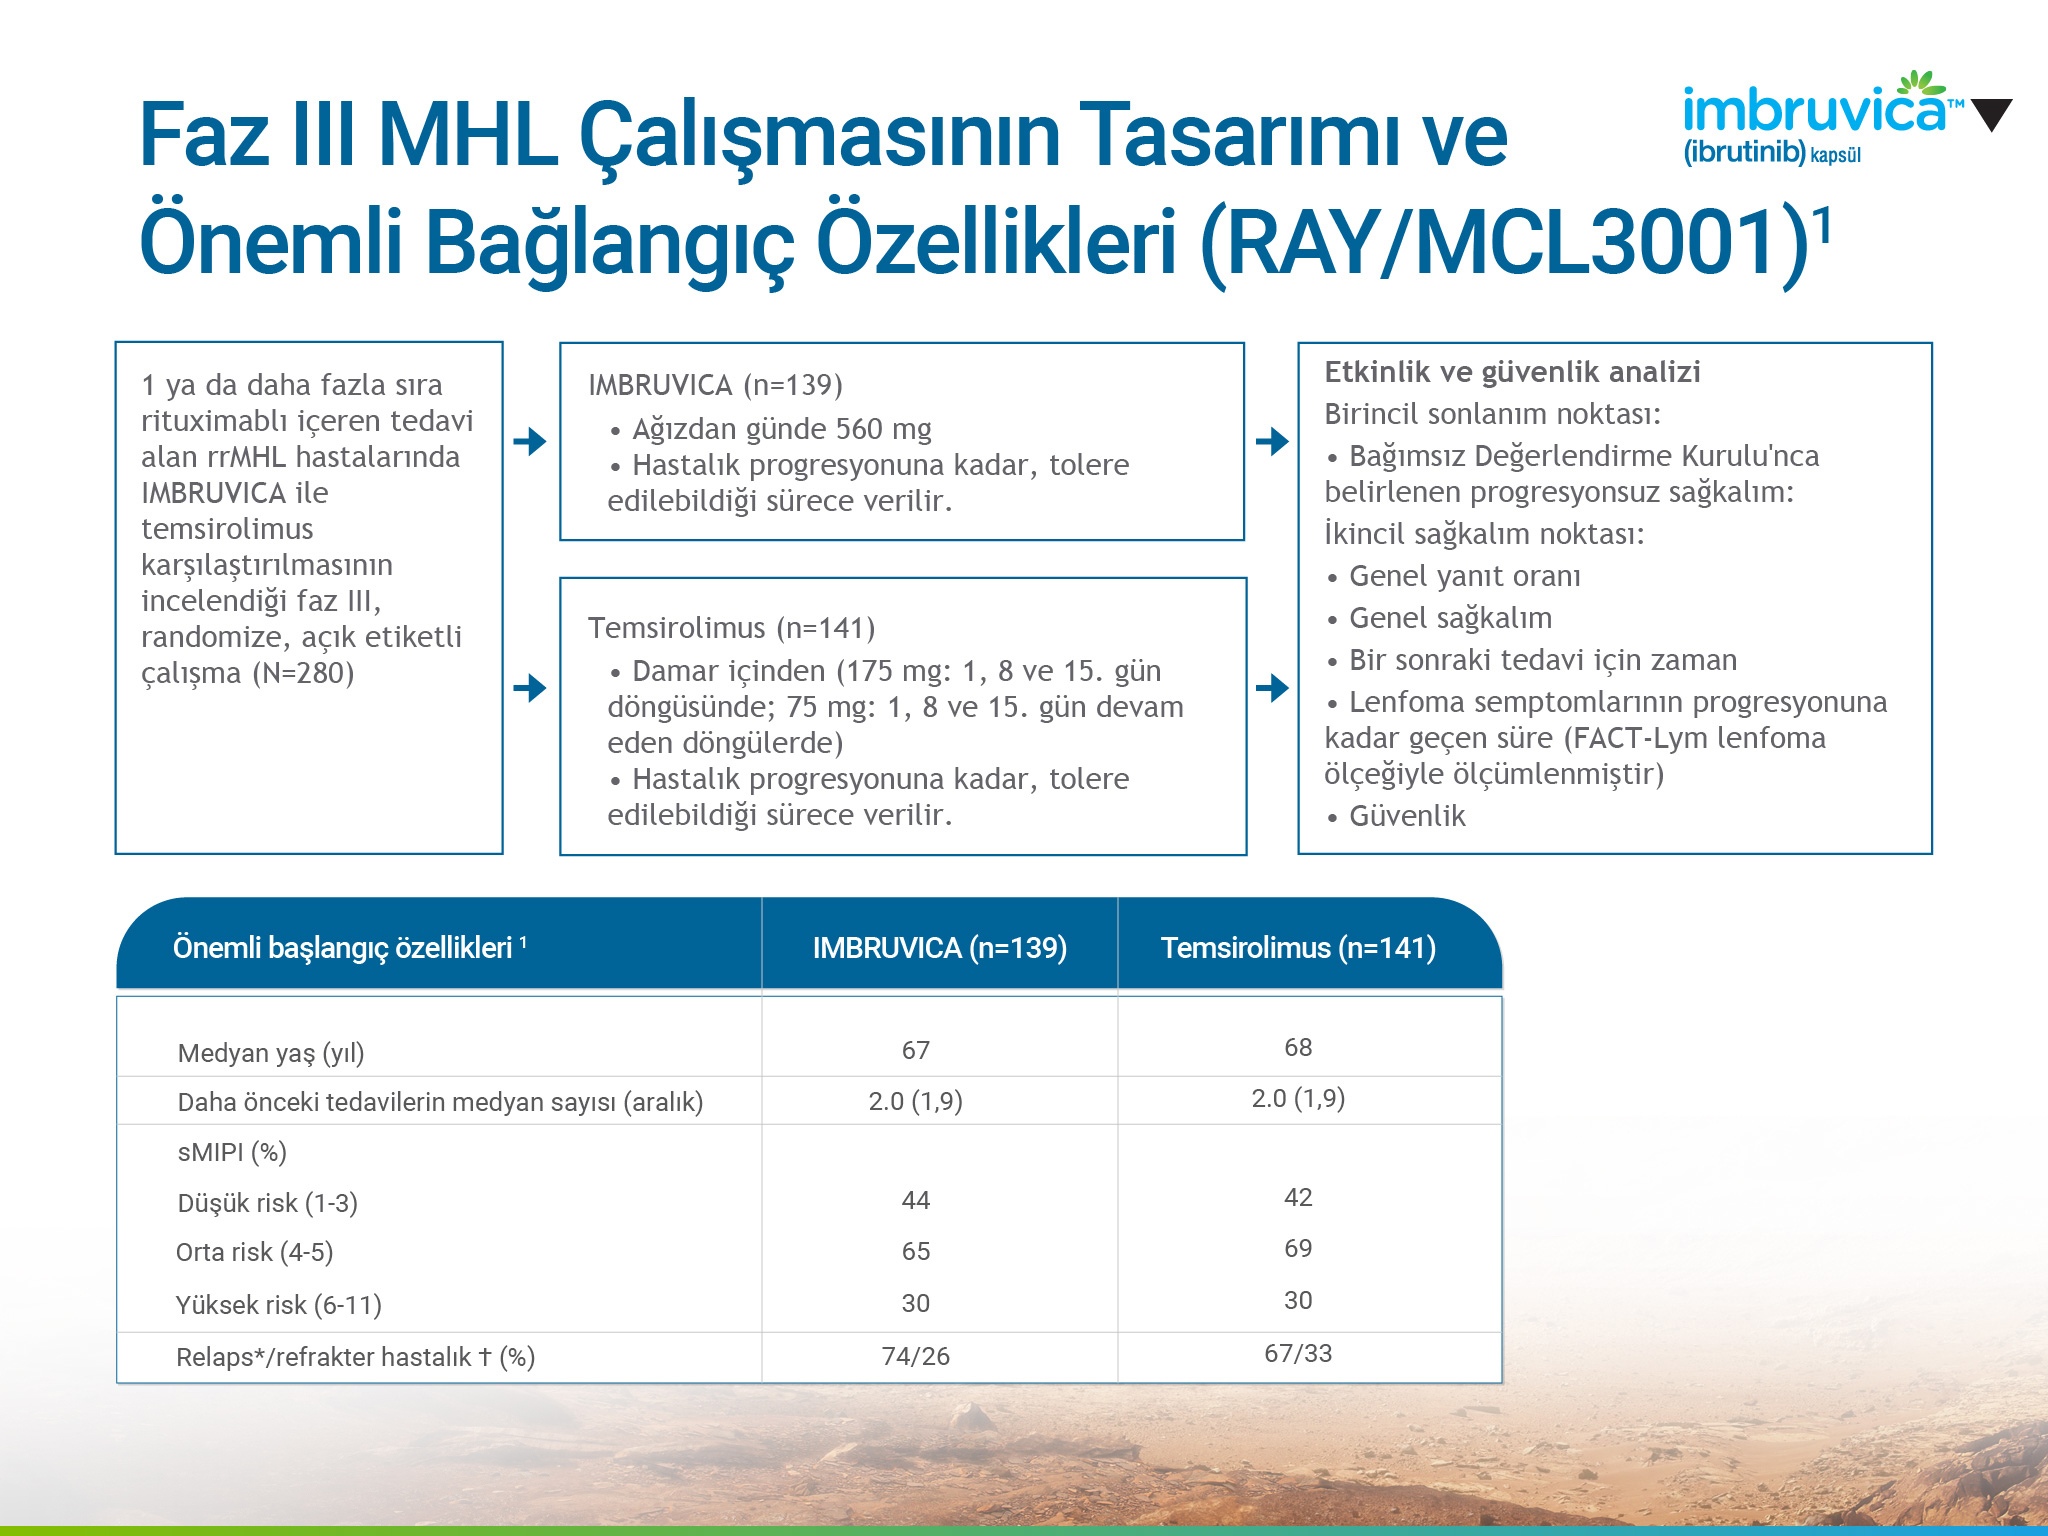 Faz III MHL Çalışmasının Tasarımı ve
Önemli Bağlangıç Özellikleri (RAY/MCL3001)¹
imbruvica™
(ibrutinib) kapsül
1 ya da daha fazla sıra
rituximablı içeren tedavi
alan rrMHL hastalarında
IMBRUVICA ile
temsirolimus
karşılaştırılmasının
incelendiği faz III,
randomize, açık etiketli
çalışma (N=280)
IMBRUVICA (n=139)
• Ağızdan günde 560 mg
• Hastalık progresyonuna kadar, tolere
edilebildiği sürece verilir.
Temsirolimus (n=141)
• Damar içinden (175 mg: 1, 8 ve 15. gün
döngüsünde; 75 mg: 1, 8 ve 15. gün devam
eden döngülerde)
• Hastalık progresyonuna kadar, tolere
edilebildiği sürece verilir.
Etkinlik ve güvenlik analizi
Birincil sonlanım noktası:
• Bağımsız Değerlendirme Kurulu'nca
belirlenen progresyonsuz sağkalım:
İkincil sağkalım noktası:
• Genel yanıt oranı
• Genel sağkalım
• Bir sonraki tedavi için zaman
• Lenfoma semptomlarının progresyonuna
kadar geçen süre (FACT-Lym lenfoma
ölçeğiyle ölçümlenmiştir)
• Güvenlik
Önemli başlangıç özellikleri ¹ IMBRUVICA (n=139) Temsirolimus (n=141)
Medyan yaş (yıl) 67 68
Daha önceki tedavilerin medyan sayısı (aralık) 2.0 (1,9) 2.0 (1,9)
sMIPI (%)
Düşük risk (1-3) 44 42
Orta risk (4-5) 65 69
Yüksek risk (6-11) 30 30
Relaps*/refrakter hastalık † (%) 74/26 67/33